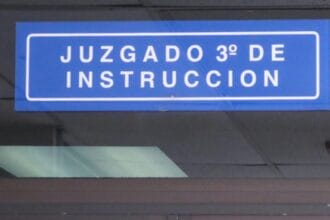 JUZGADO 3º DE
INSTRUCCION